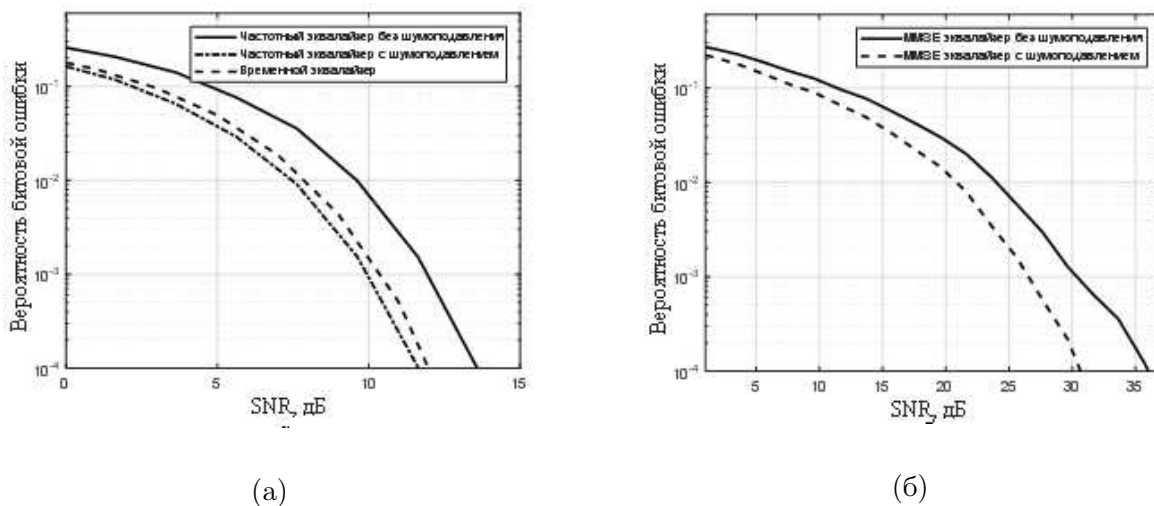 Частотный эквалайзер без шумоподавления
Частотный эквалайзер с шумоподавлением
Временной эквалайзер
Вероятность битовой ошибки
10⁻¹
10⁻²
10⁻³
10⁻⁴
0 5 10 15
SNR, дБ
(а)
MMSE эквалайзер без шумоподавления
MMSE эквалайзер с шумоподавлением
Вероятность битовой ошибки
10⁻¹
10⁻²
10⁻³
10⁻⁴
5 10 15 20 25 30 35
SNR, дБ
(б)